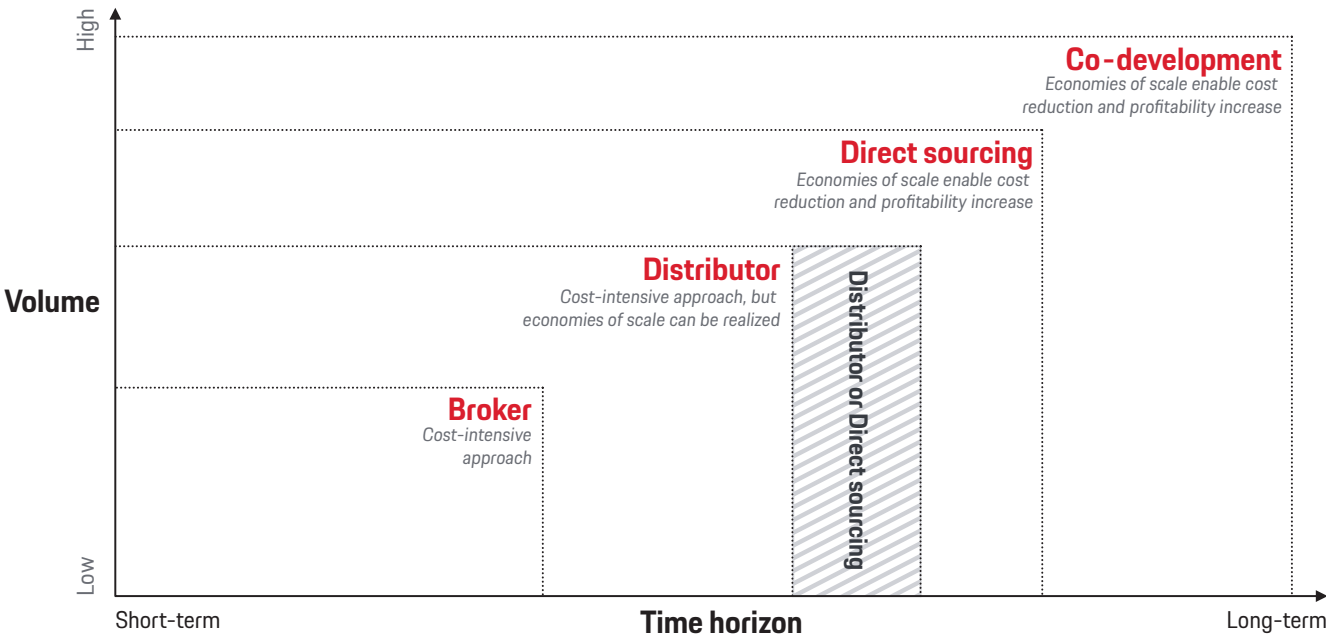 High
Co-development
Economies of scale enable cost
reduction and profitability increase
Direct sourcing
Economies of scale enable cost
reduction and profitability increase
Distributor
Cost-intensive approach, but
economies of scale can be realized
Distributor or Direct sourcing
Volume
Broker
Cost-intensive
approach
Low
Short-term
Time horizon
Long-term